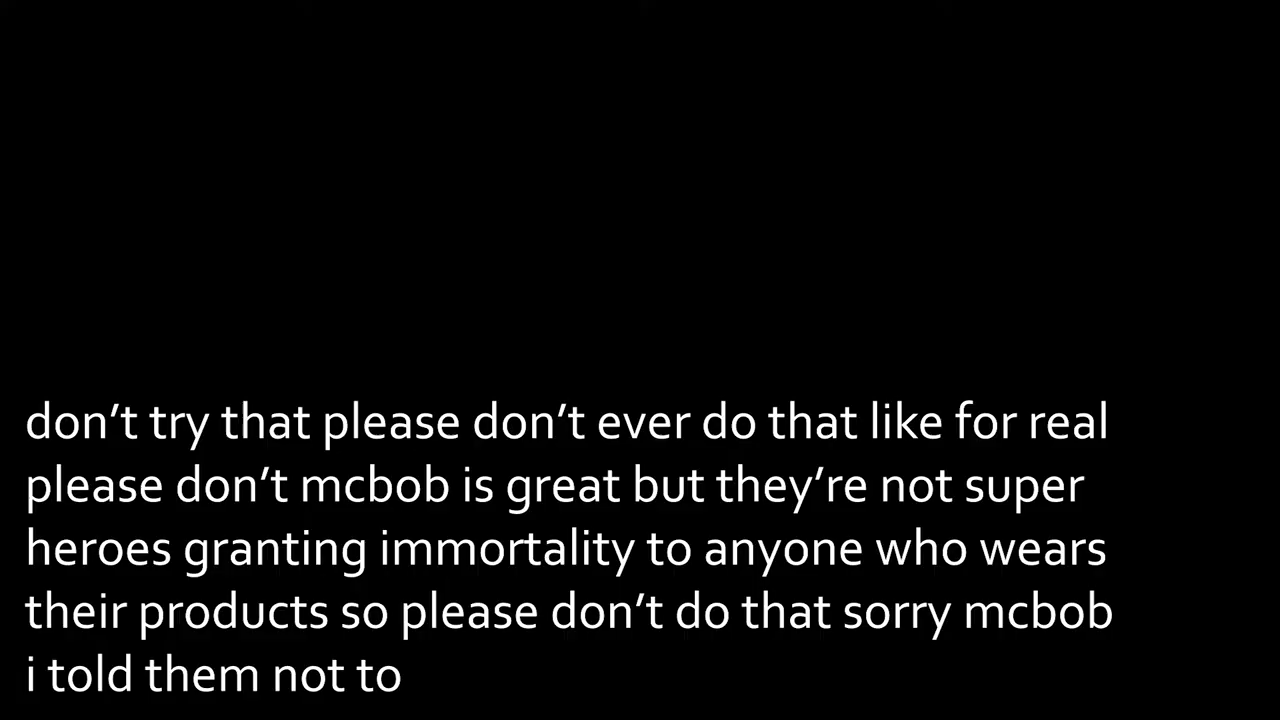 don’t try that please don’t ever do that like for real
please don’t mcbob is great but they’re not super
heroes granting immortality to anyone who wears
their products so please don’t do that sorry mcbob
i told them not to